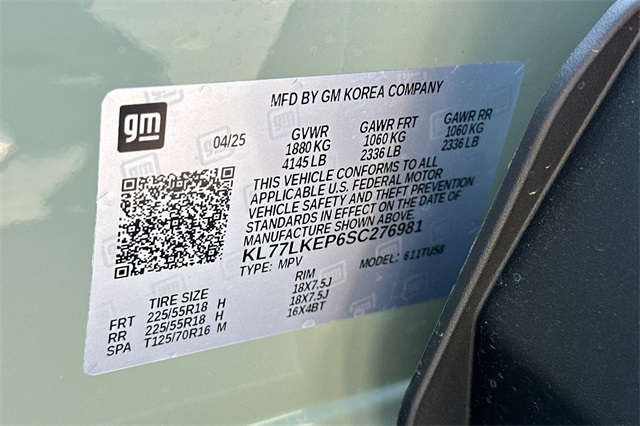 MFD BY GM KOREA COMPANY
gm
04/25
GVWR GAWR FRT GAWR RR
1880 KG 1060 KG 1060 KG
4145 LB 2336 LB 2336 LB
THIS VEHICLE CONFORMS TO ALL
APPLICABLE U.S. FEDERAL MOTOR
VEHICLE SAFETY AND THEFT PREVENTION
STANDARDS IN EFFECT ON THE DATE OF
MANUFACTURE SHOWN ABOVE.
KL77LKEP6SC276981
TYPE: MPV MODEL: 611TU58
TIRE SIZE RIM
FRT 225/55R18 H 18X7.5J
RR 225/55R18 H 18X7.5J
SPA T125/70R16 M 16X4BT